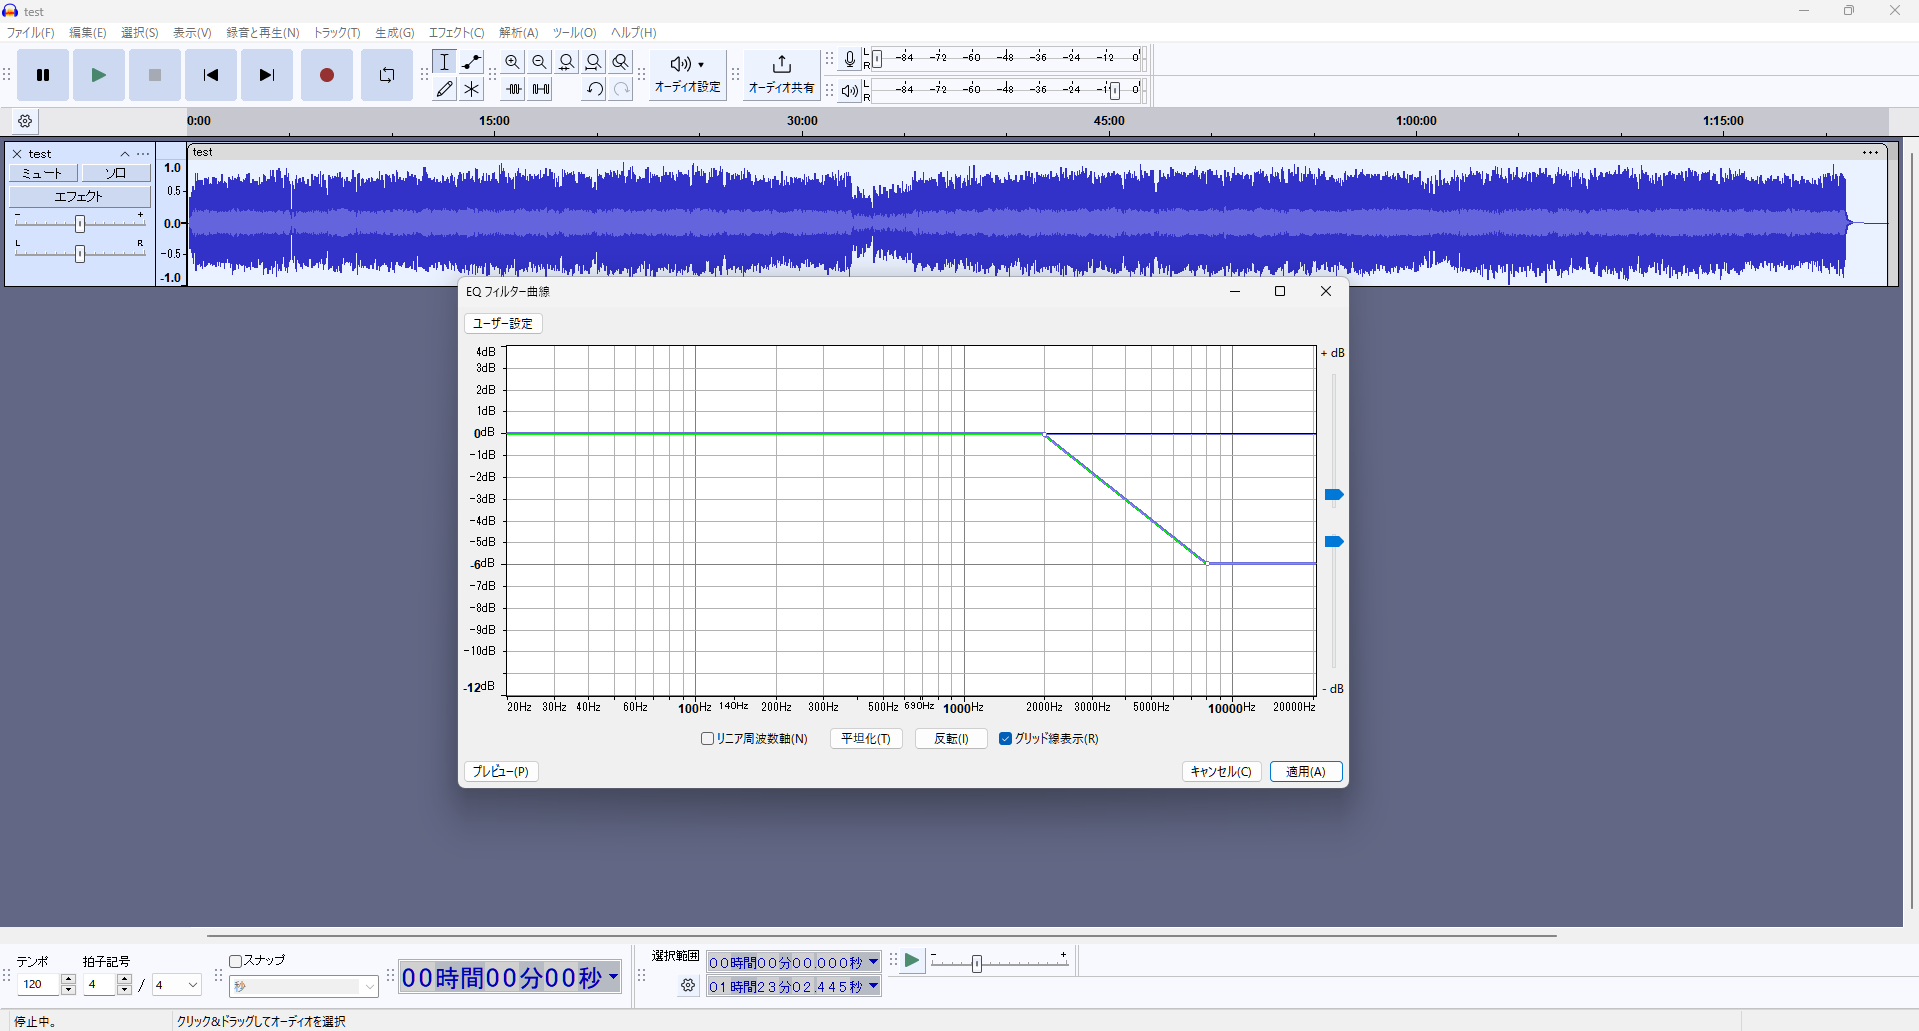 test
ファイル(F) 編集(E) 選択(S) 表示(V) 録音と再生(N) トラック(T) 生成(G) エフェクト(C) 解析(A) ツール(O) ヘルプ(H)
オーディオ設定
オーディオ共有
L
R
-84 -72 -60 -48 -36 -24 -12 0
L
R
-84 -72 -60 -48 -36 -24 -1 0
0:00 15:00 30:00 45:00 1:00:00 1:15:00
test
ミュート ソロ
エフェクト
- +
L R
1.0
0.5
0.0
-0.5
-1.0
test
EQ フィルター曲線
ユーザー設定
4dB
3dB
2dB
1dB
0dB
-1dB
-2dB
-3dB
-4dB
-5dB
-6dB
-7dB
-8dB
-9dB
-10dB
-12dB
+ dB
- dB
20Hz 30Hz 40Hz 60Hz 100Hz 140Hz 200Hz 300Hz 500Hz 690Hz 1000Hz 2000Hz 3000Hz 5000Hz 10000Hz 20000Hz
リニア周波数軸(N) 平坦化(T) 反転(I) グリッド線表示(R)
プレビュー(P) キャンセル(C) 適用(A)
テンポ
120
拍子記号
4 / 4
スナップ
秒
00時間00分00秒
選択範囲
00時間00分00.000秒
01時間23分02.445秒
- +
停止中。
クリック&ドラッグしてオーディオを選択